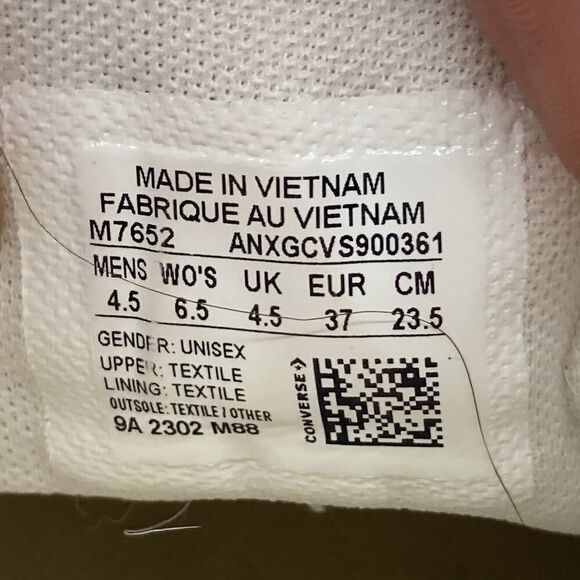 MADE IN VIETNAM
FABRIQUE AU VIETNAM
M7652 ANXGCVS900361
MENS WO'S UK EUR CM
4.5 6.5 4.5 37 23.5
GENDER: UNISEX
UPPER: TEXTILE
LINING: TEXTILE
OUTSOLE: TEXTILE / OTHER
9A 2302 M88
CONVERSE